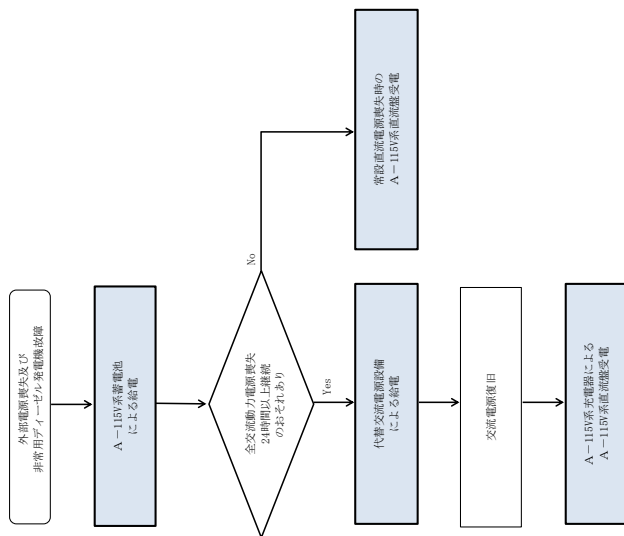 外部電源喪失及び
非常用ディーゼル発電機故障
A－115V系蓄電池
による給電
全交流動力電源喪失
24時間以上継続
のおそれあり
No
常設直流電源喪失時の
A－115V系直流盤受電
Yes
代替交流電源設備
による給電
交流電源復旧
A－115V系充電器による
A－115V系直流盤受電